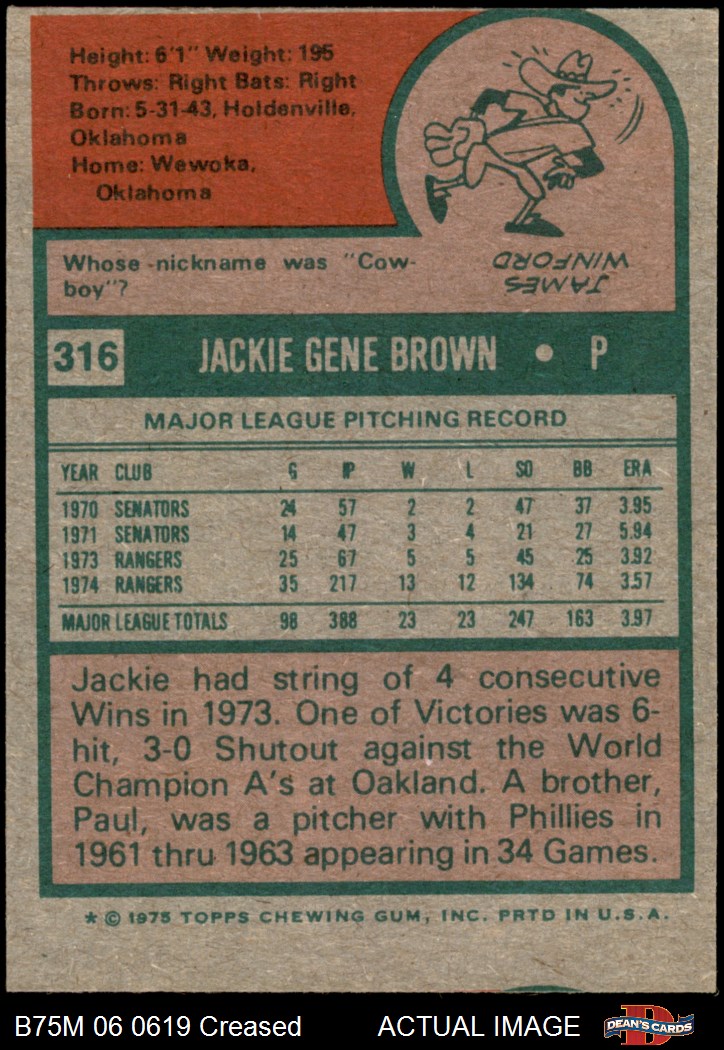 Height: 6'1" Weight: 195
Throws: Right Bats: Right
Born: 5-31-43, Holdenville,
Oklahoma
Home: Wewoka,
Oklahoma
Whose nickname was "Cow-
boy"?
JAMES
WINFORD
316 JACKIE GENE BROWN • P
MAJOR LEAGUE PITCHING RECORD
YEAR CLUB G IP W L SO BB ERA
1970 SENATORS 24 57 2 2 47 37 3.95
1971 SENATORS 14 47 3 4 21 27 5.94
1973 RANGERS 25 67 5 5 45 25 3.92
1974 RANGERS 35 217 13 12 134 74 3.57
MAJOR LEAGUE TOTALS 98 388 23 23 247 163 3.97
Jackie had string of 4 consecutive
Wins in 1973. One of Victories was 6-
hit, 3-0 Shutout against the World
Champion A's at Oakland. A brother,
Paul, was a pitcher with Phillies in
1961 thru 1963 appearing in 34 Games.
* © 1975 TOPPS CHEWING GUM, INC. PRTD IN U.S.A.
B75M 06 0619 Creased ACTUAL IMAGE
D
DEAN'S CARDS